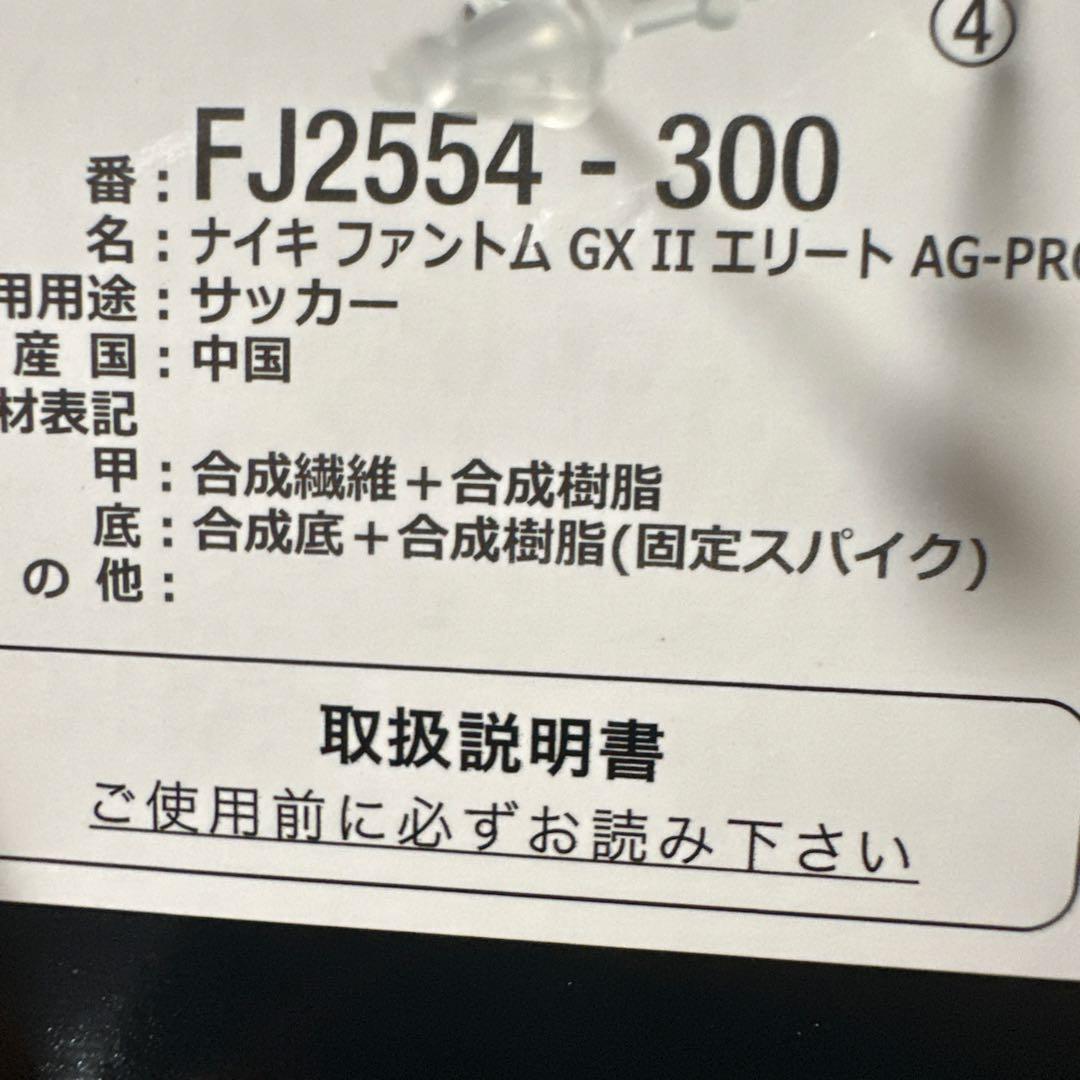 ④
番：FJ2554 - 300
名：ナイキ ファントム GX II エリート AG-PRO
用用途：サッカー
産 国：中国
材表記
甲：合成繊維＋合成樹脂
底：合成底＋合成樹脂(固定スパイク)
の 他：
取扱説明書
ご使用前に必ずお読み下さい